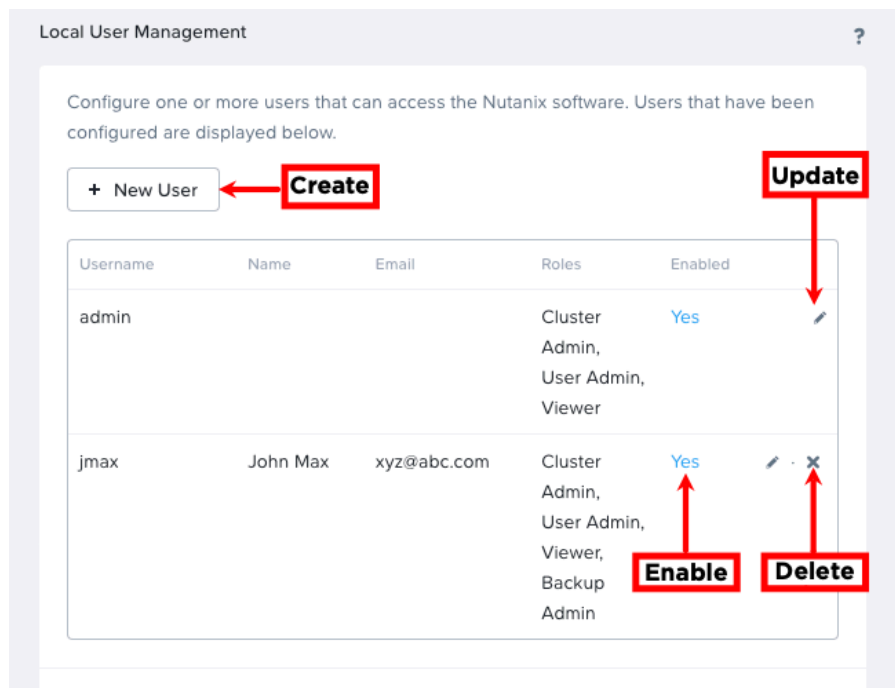 Local User Management
?
Configure one or more users that can access the Nutanix software. Users that have been
configured are displayed below.
+ New User
Create
Update
Username Name Email Roles Enabled
admin Cluster Yes
Admin,
User Admin,
Viewer
jmax John Max xyz@abc.com Cluster Yes
Admin,
User Admin,
Viewer,
Backup
Admin
Enable
Delete